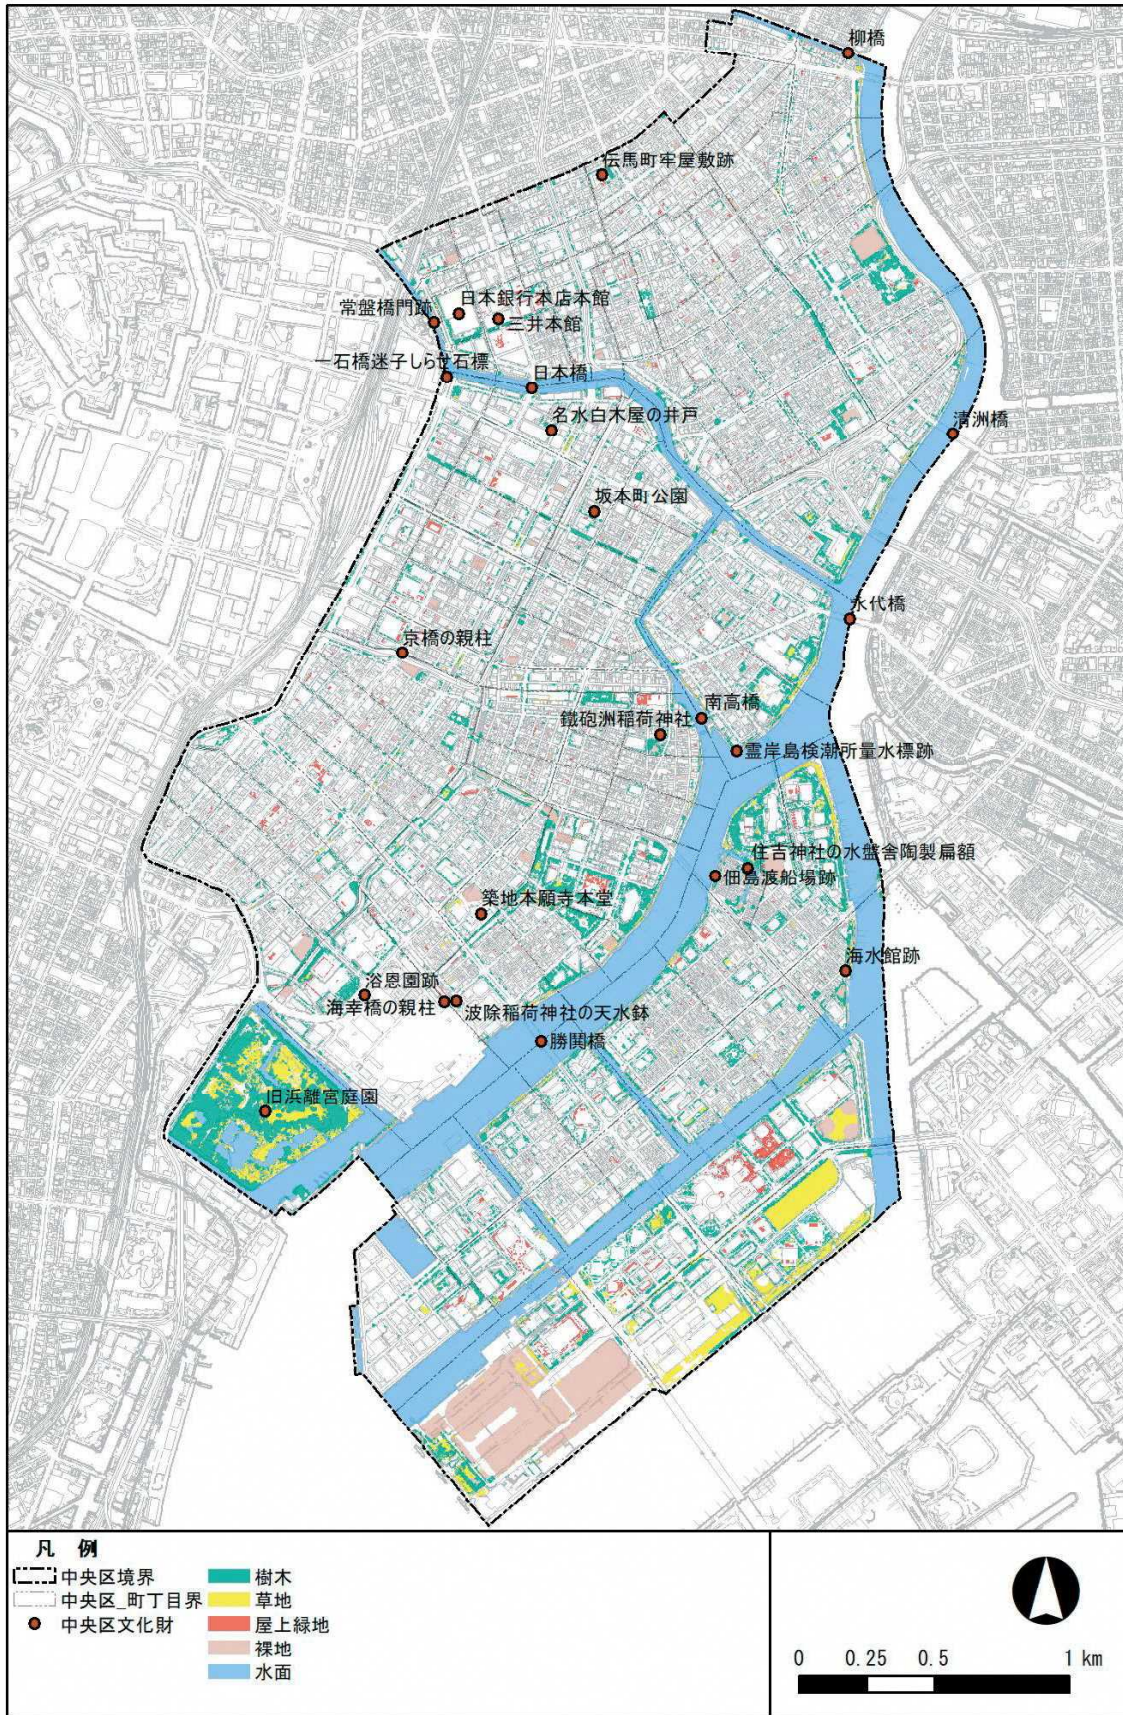 柳橋
伝馬町牢屋敷跡
日本銀行本店本館
常盤橋門跡
三井本館
一石橋迷子しらせ石標
日本橋
名水白木屋の井戸
清洲橋
坂本町公園
永代橋
京橋の親柱
南高橋
鐵砲洲稲荷神社
霊岸島検潮所量水標跡
住吉神社の水盤舎陶製扁額
佃島渡船場跡
築地本願寺本堂
海水館跡
浴恩園跡
海幸橋の親柱
波除稲荷神社の天水鉢
勝鬨橋
旧浜離宮庭園
凡 例
中央区境界
中央区_町丁目界
中央区文化財
樹木
草地
屋上緑地
裸地
水面
0 0.25 0.5 1 km